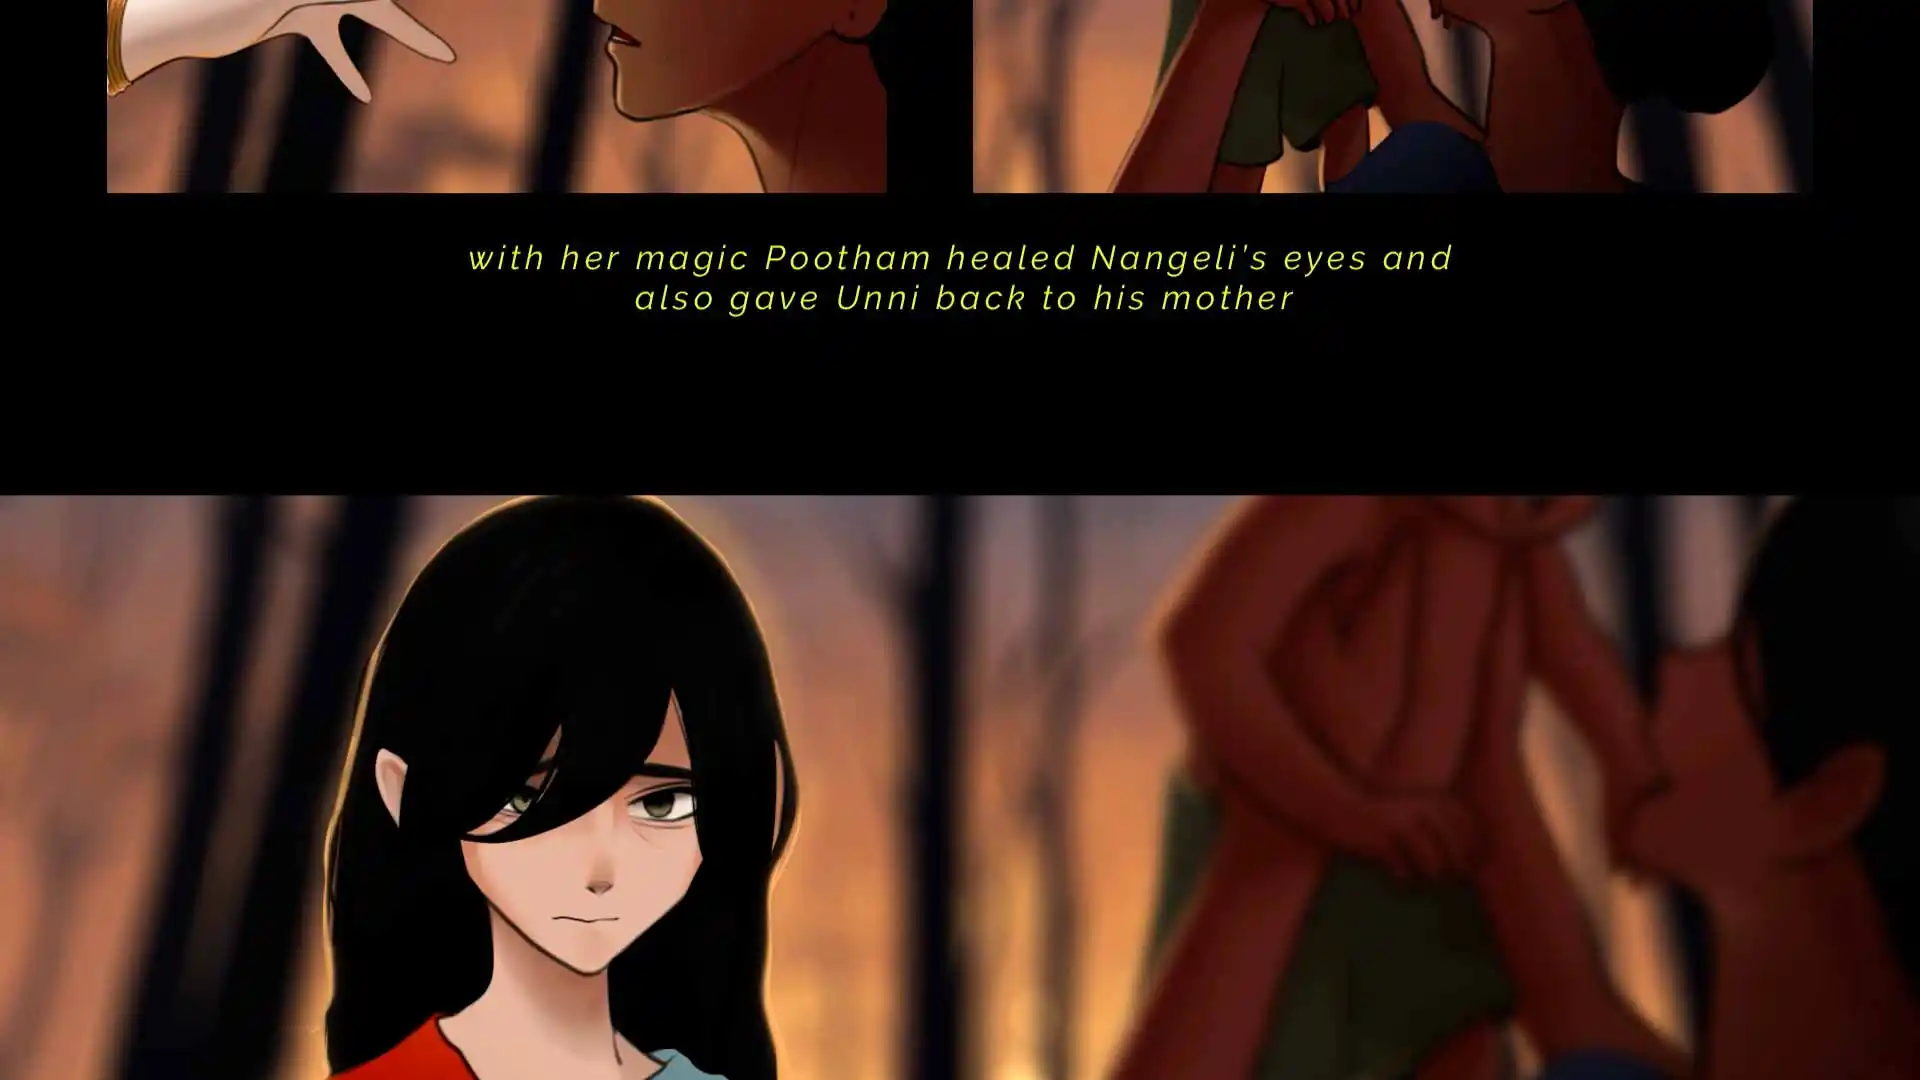 with her magic Pootham healed Nangeli's eyes and
also gave Unni back to his mother